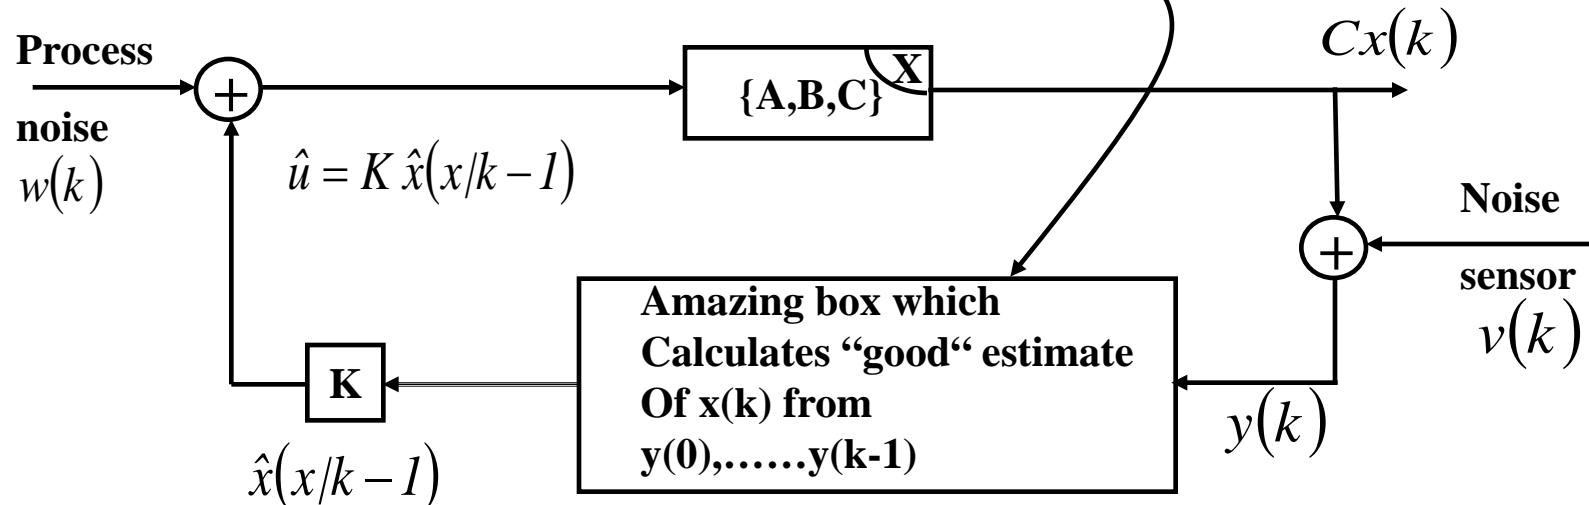 Process
noise
w(k)
+
û = K x̂(x/k – 1)
{A,B,C}
X
Cx(k)
Noise
sensor
v(k)
+
Amazing box which
Calculates “good“ estimate
Of x(k) from
y(0),……y(k-1)
K
x̂(x/k – 1)
y(k)